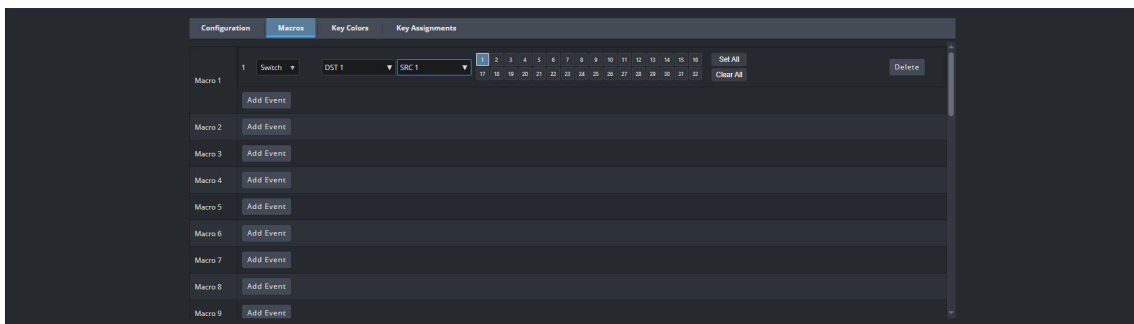 Configuration Macros Key Colors Key Assignments
Macro 1
1 Switch DST 1 SRC 1
1 2 3 4 5 6 7 8 9 10 11 12 13 14 15 16
17 18 19 20 21 22 23 24 25 26 27 28 29 30 31 32
Set All
Clear All
Delete
Add Event
Macro 2 Add Event
Macro 3 Add Event
Macro 4 Add Event
Macro 5 Add Event
Macro 6 Add Event
Macro 7 Add Event
Macro 8 Add Event
Macro 9 Add Event